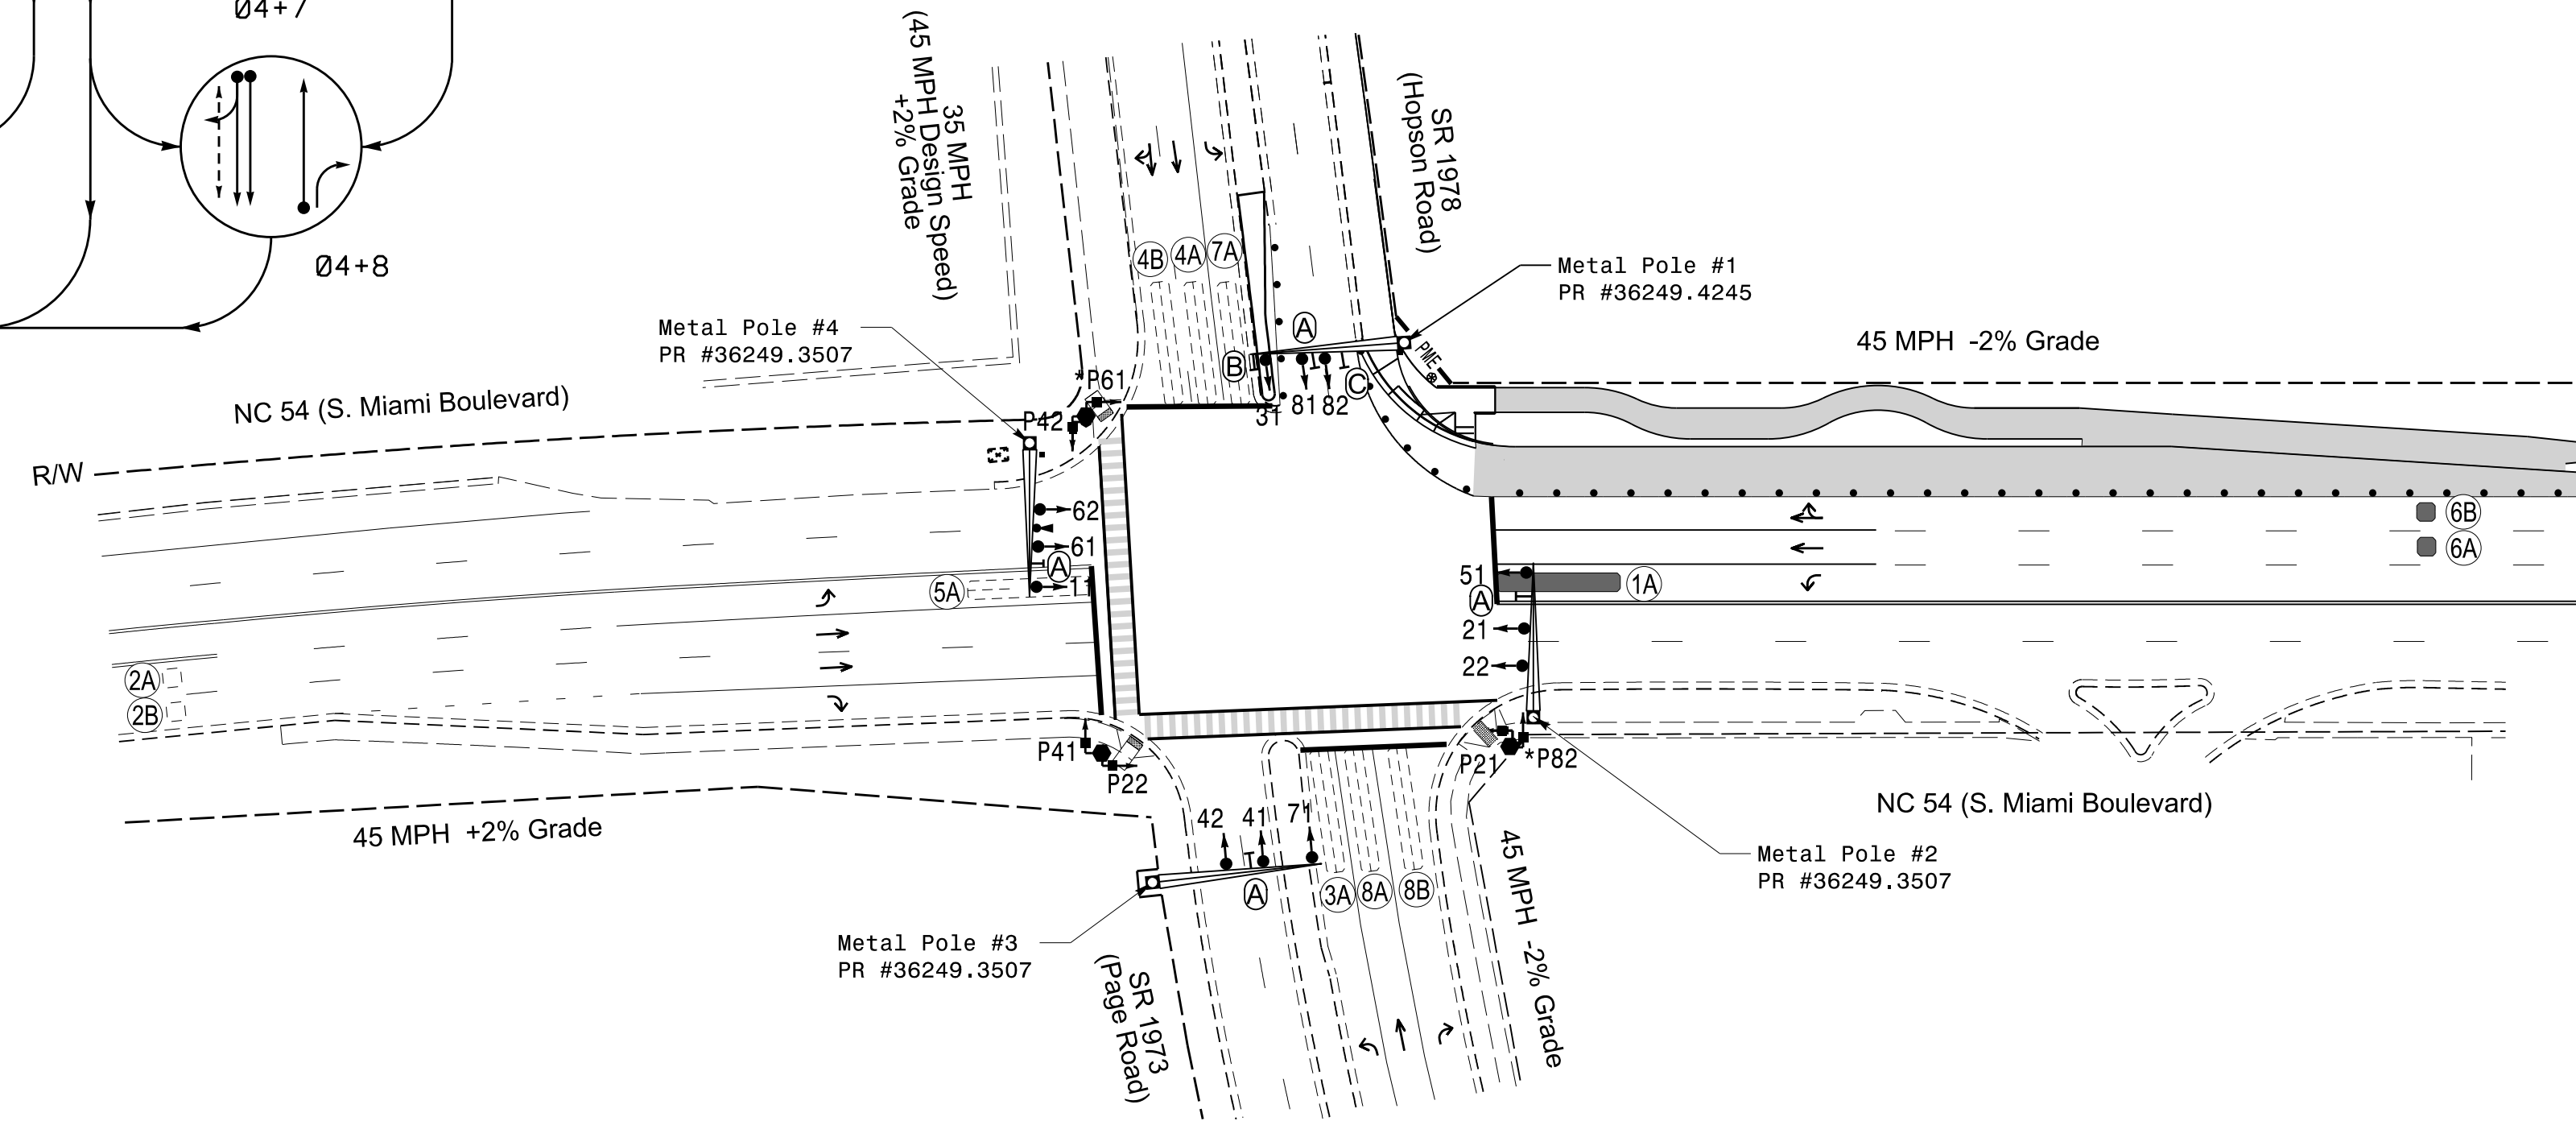 Ø4+7
Ø4+8
35 MPH
(45 MPH Design Speed)
+2% Grade
SR 1978
(Hopson Road)
4B
4A
7A
Metal Pole #1
PR #36249.4245
Metal Pole #4
PR #36249.3507
A
B
C
PME
31
81
82
45 MPH -2% Grade
NC 54 (S. Miami Boulevard)
*P61
P42
R/W
62
61
A
11
5A
51
A
21
22
1A
6B
6A
2A
2B
P41
P22
P21
*P82
45 MPH +2% Grade
NC 54 (S. Miami Boulevard)
42
41
71
A
3A
8A
8B
45 MPH -2% Grade
Metal Pole #2
PR #36249.3507
Metal Pole #3
PR #36249.3507
SR 1973
(Page Road)